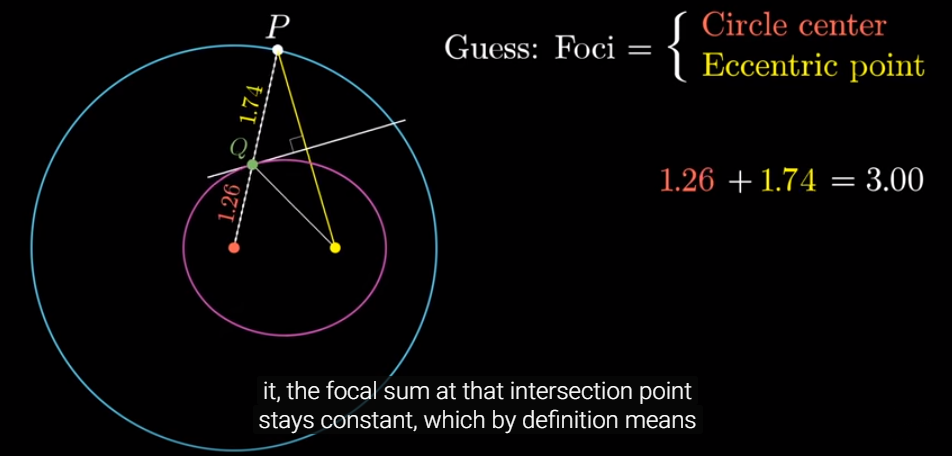 P
Guess: Foci = { Circle center
Eccentric point
1.74
Q
1.26
1.26 + 1.74 = 3.00
it, the focal sum at that intersection point
stays constant, which by definition means